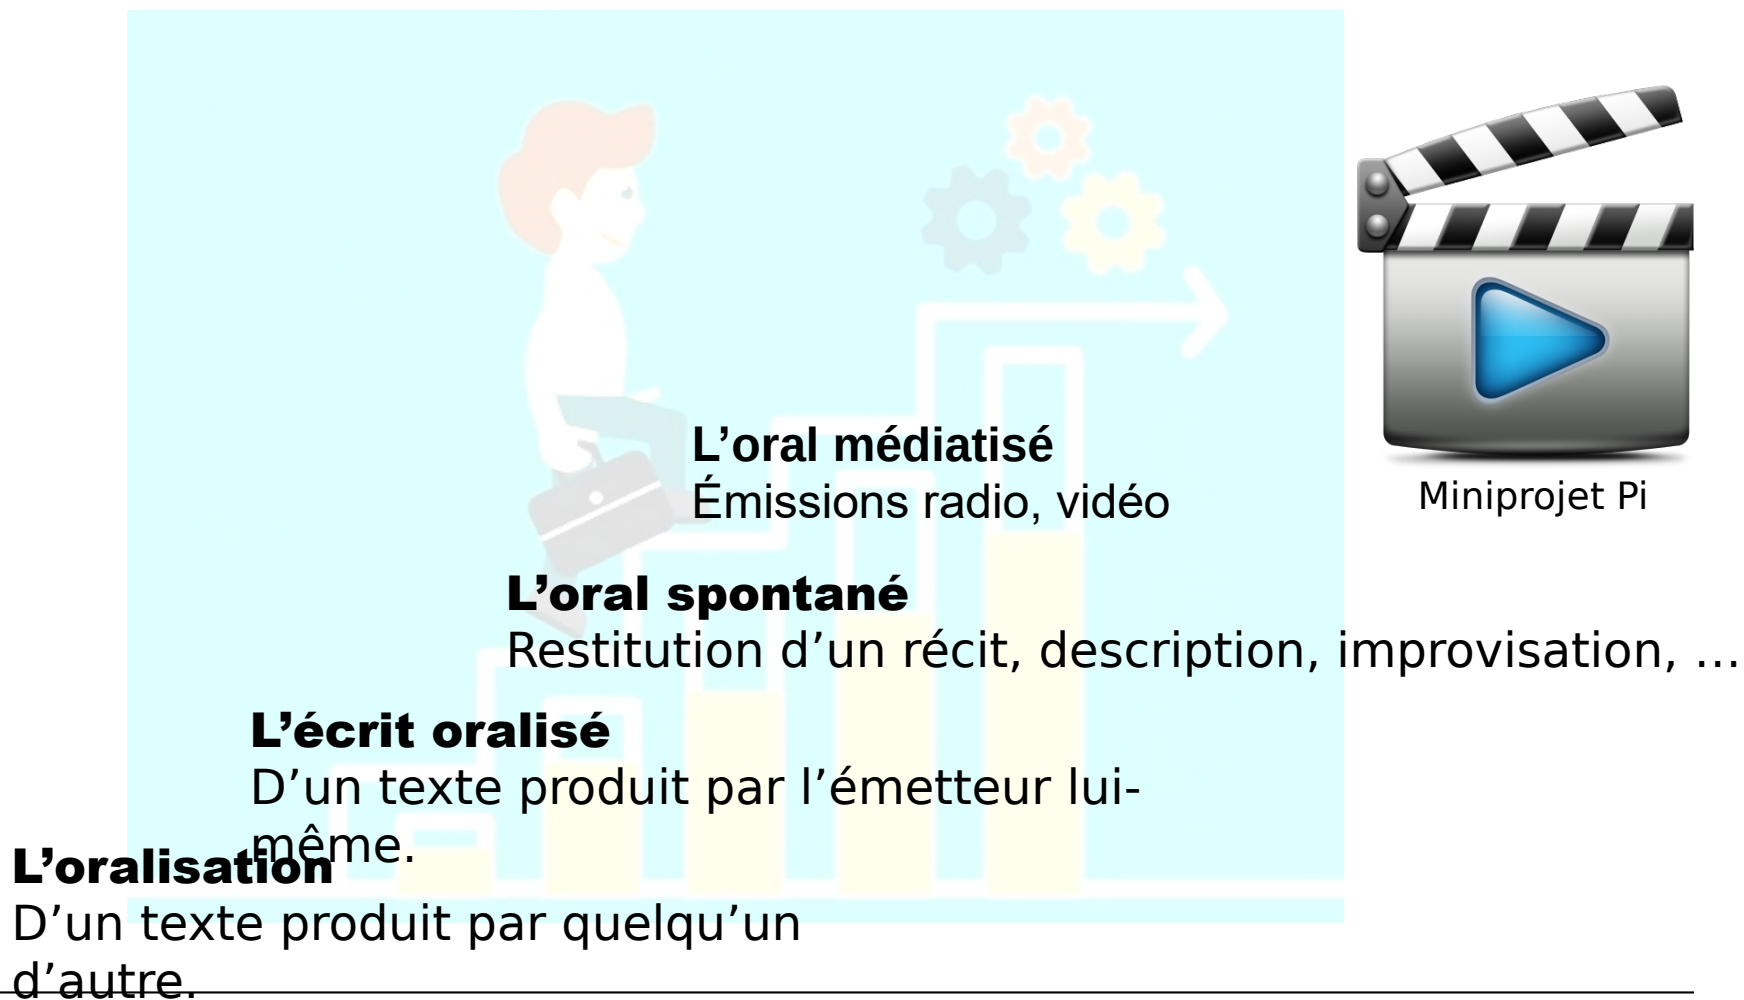 L’oral médiatisé
Émissions radio, vidéo
Miniprojet Pi
L’oral spontané
Restitution d’un récit, description, improvisation, …
L’écrit oralisé
D’un texte produit par l’émetteur lui-
même.
L’oralisation
D’un texte produit par quelqu’un
d’autre.